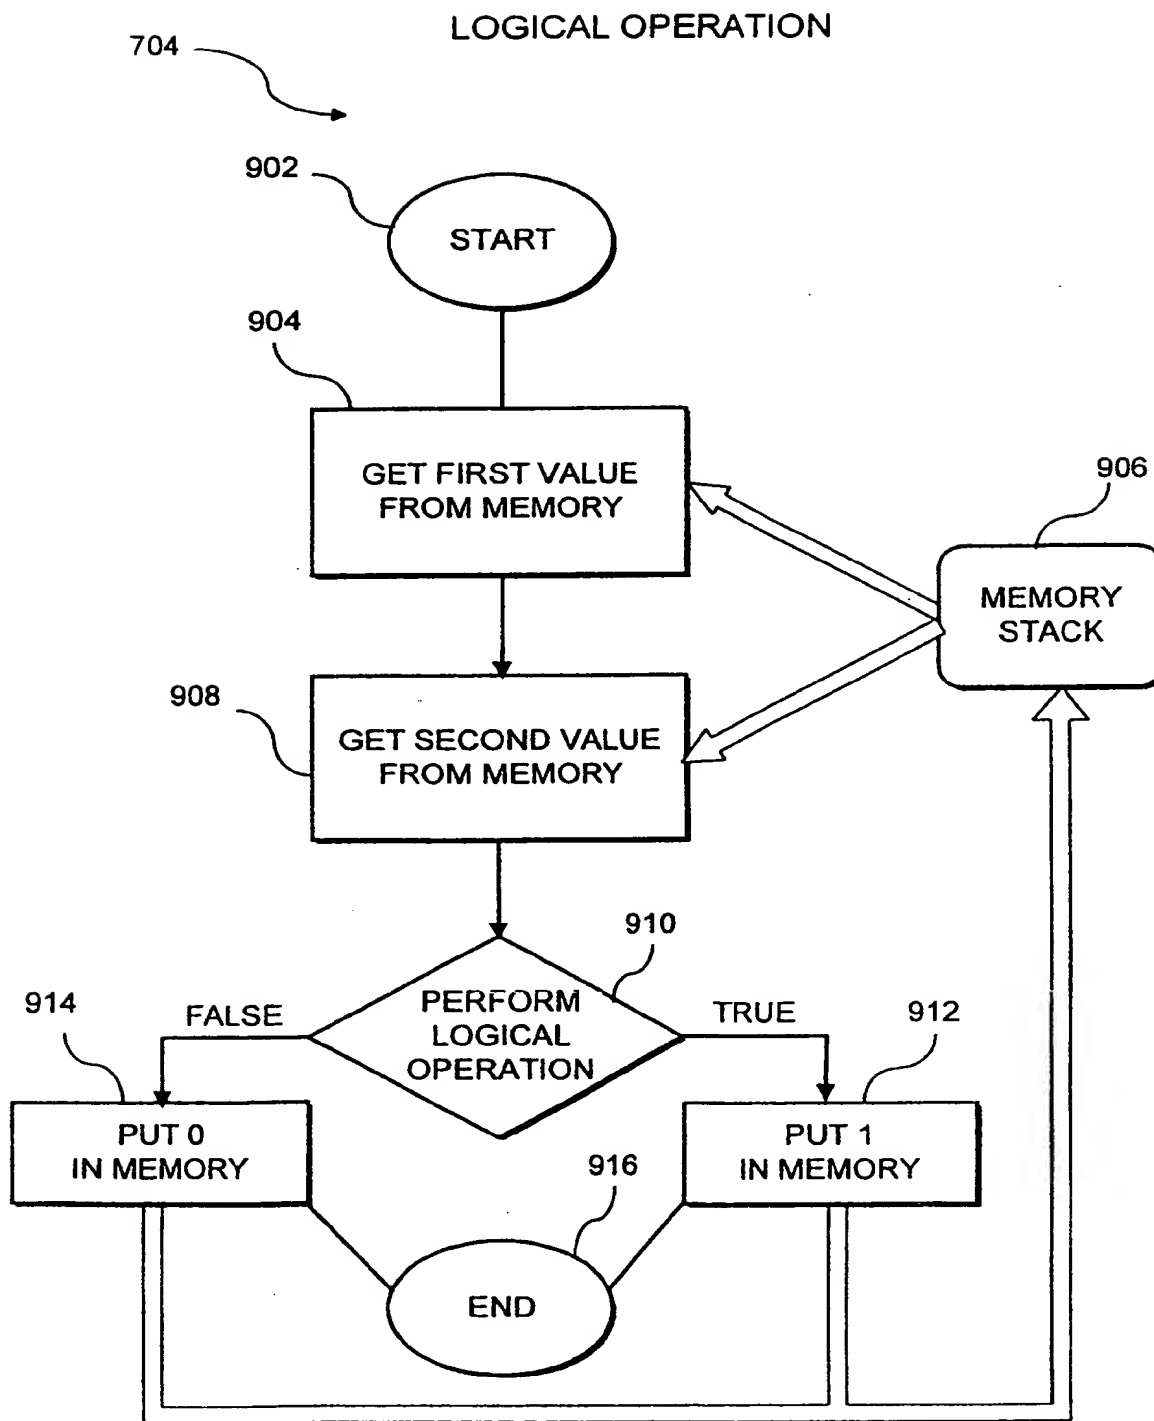 LOGICAL OPERATION
704
902
START
904
GET FIRST VALUE
FROM MEMORY
906
MEMORY
STACK
908
GET SECOND VALUE
FROM MEMORY
910
PERFORM
LOGICAL
OPERATION
FALSE
TRUE
914
912
PUT 0
IN MEMORY
PUT 1
IN MEMORY
916
END